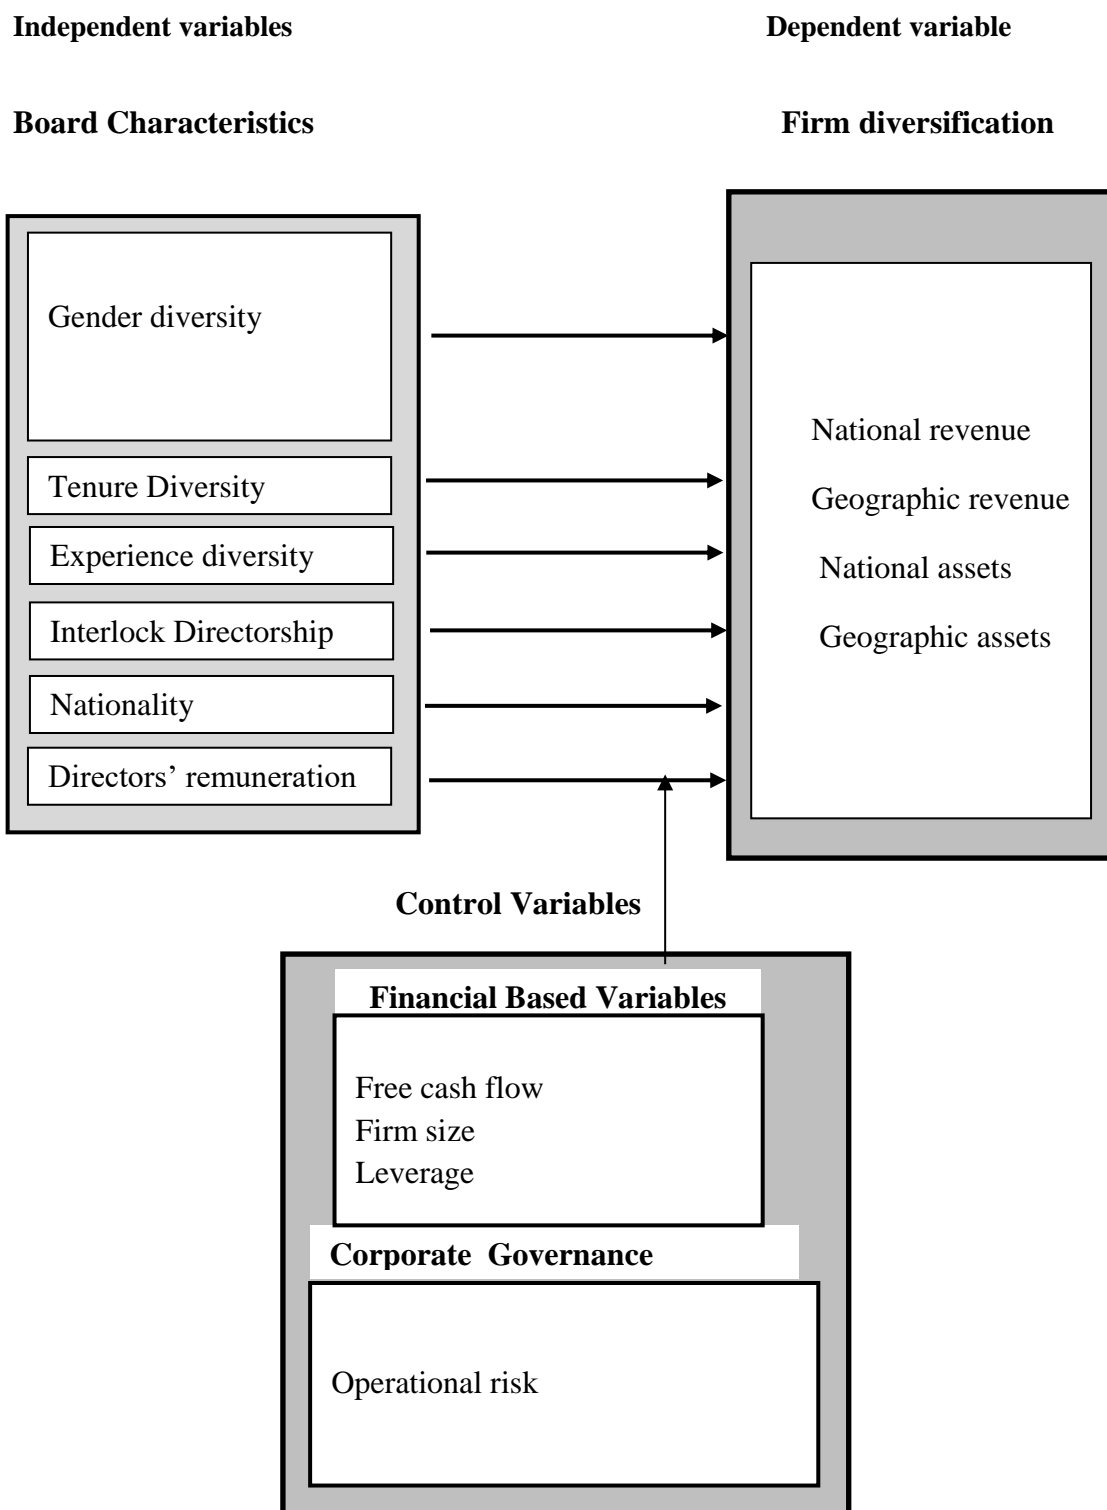 Independent variables
Dependent variable
Board Characteristics
Firm diversification
Gender diversity
Tenure Diversity
Experience diversity
Interlock Directorship
Nationality
Directors’ remuneration
National revenue
Geographic revenue
National assets
Geographic assets
Control Variables
Financial Based Variables
Free cash flow
Firm size
Leverage
Corporate Governance
Operational risk